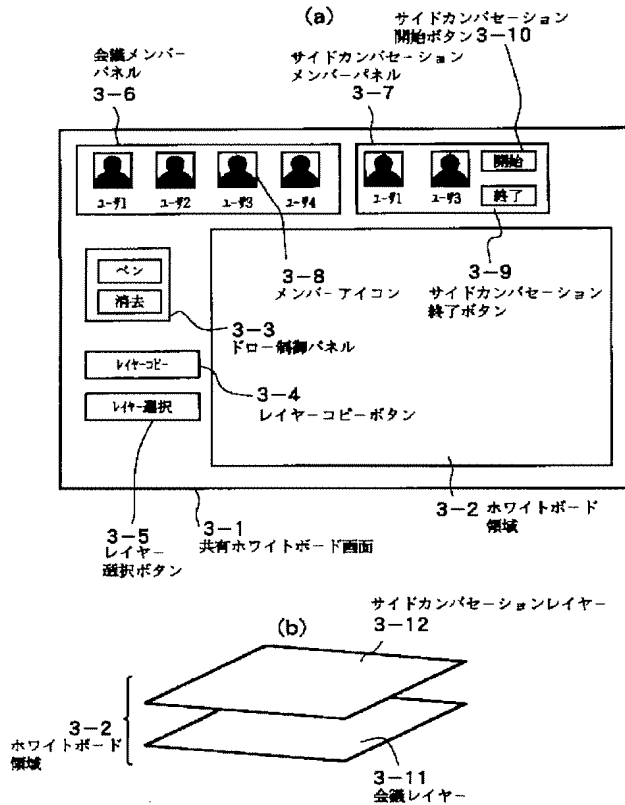 (a)
サイドカンバセーション
開始ボタン 3-10
会議メンバー
パネル
3-6
サイドカンバセーション
メンバーパネル
3-7
ユーザ1
ユーザ2
ユーザ3
ユーザ4
ユーザ1
ユーザ3
開始
終了
ペン
消去
3-8
メンバーアイコン
3-9
サイドカンバセーション
終了ボタン
3-3
ドロー制御パネル
レイヤーコピー
3-4
レイヤーコピーボタン
レイヤー選択
3-5
レイヤー
選択ボタン
3-1
共有ホワイトボード画面
3-2 ホワイトボード
領域
(b)
サイドカンバセーションレイヤー
3-12
3-2
ホワイトボード
領域
3-11
会議レイヤー